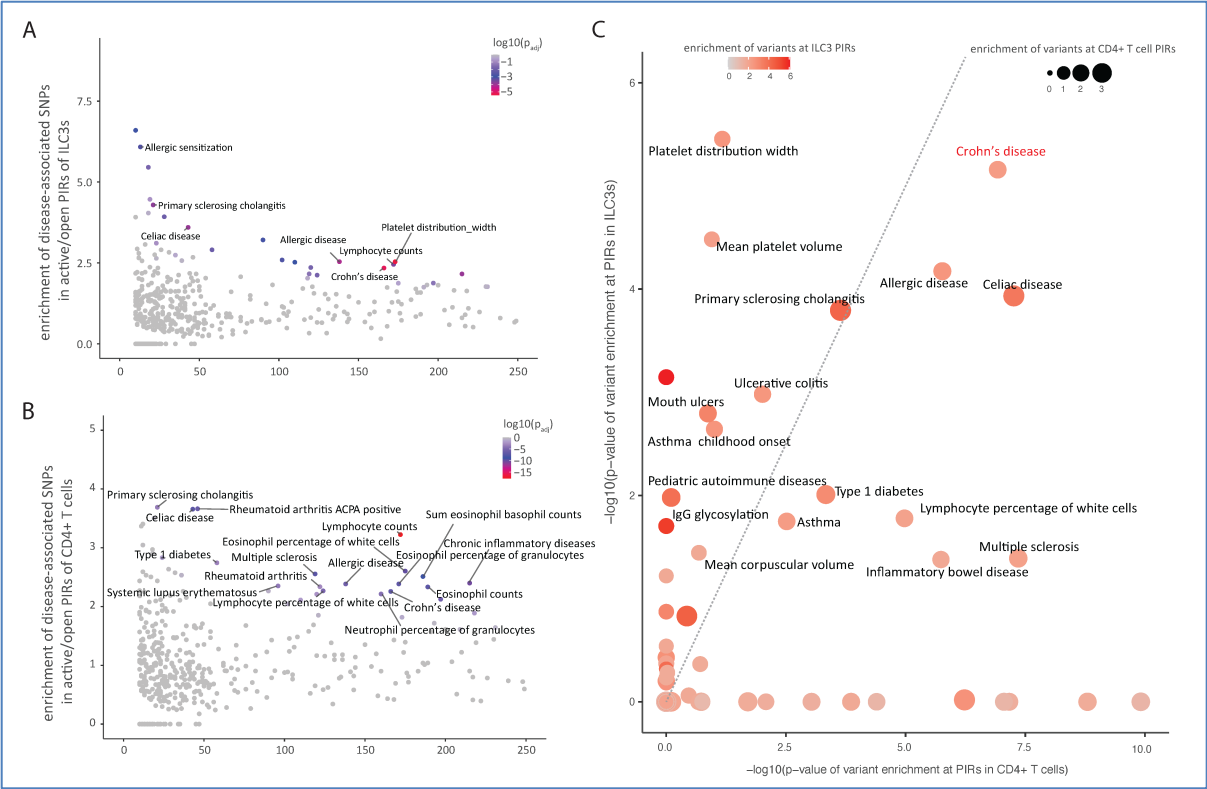 A
log10(padj)
−1
−3
−5
enrichment of disease-associated SNPs
in active/open PIRs of ILC3s
7.5
5.0
2.5
0.0
Allergic sensitization
Primary sclerosing cholangitis
Celiac disease
Allergic disease
Platelet distribution_width
Lymphocyte counts
Crohn's disease
0
50
100
150
200
250
B
log10(padj)
0
−5
−10
−15
enrichment of disease-associated SNPs
in active/open PIRs of CD4+ T cells
5
4
3
2
1
0
Primary sclerosing cholangitis
Celiac disease
Rheumatoid arthritis ACPA positive
Sum eosinophil basophil counts
Lymphocyte counts
Eosinophil percentage of white cells
Chronic inflammatory diseases
Type 1 diabetes
Multiple sclerosis
Allergic disease
Eosinophil percentage of granulocytes
Rheumatoid arthritis
Systemic lupus erythematosus
Lymphocyte percentage of white cells
Eosinophil counts
Crohn's disease
Neutrophil percentage of granulocytes
0
50
100
150
200
250
C
enrichment of variants at ILC3 PIRs
0 2 4 6
enrichment of variants at CD4+ T cell PIRs
0 1 2 3
−log10(p−value of variant enrichment at PIRs in ILC3s)
6
4
2
0
Platelet distribution width
Crohn's disease
Mean platelet volume
Allergic disease
Celiac disease
Primary sclerosing cholangitis
Ulcerative colitis
Mouth ulcers
Asthma childhood onset
Pediatric autoimmune diseases
Type 1 diabetes
IgG glycosylation
Asthma
Lymphocyte percentage of white cells
Mean corpuscular volume
Multiple sclerosis
Inflammatory bowel disease
0.0
2.5
5.0
7.5
10.0
−log10(p−value of variant enrichment at PIRs in CD4+ T cells)